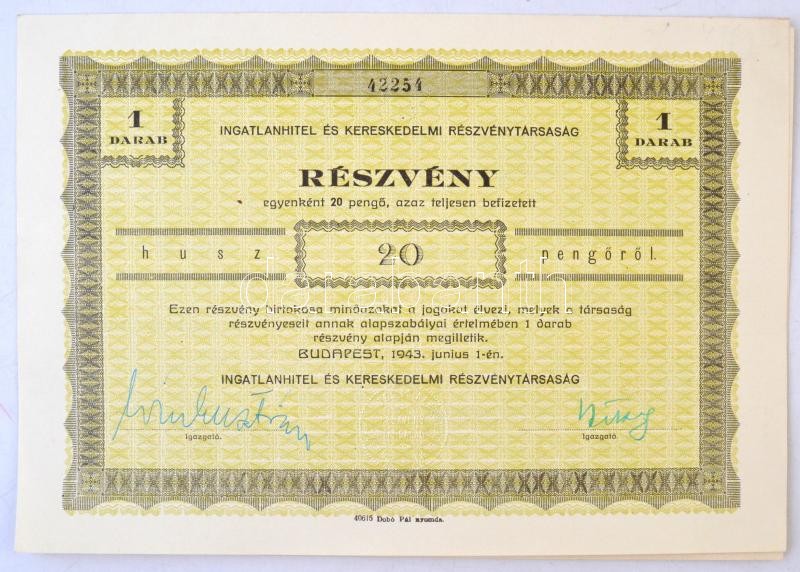 42254
1
DARAB
1
DARAB
INGATLANHITEL ÉS KERESKEDELMI RÉSZVÉNYTÁRSASÁG
RÉSZVÉNY
egyenként 20 pengő, azaz teljesen befizetett
husz 20 pengőről.
Ezen részvény birtokosa mindazokat a jogokat élvezi, melyek a társaság
részvényeseit annak alapszabályai értelmében 1 darab
részvény alapján megilletik.
BUDAPEST, 1943. junius 1-én.
INGATLANHITEL ÉS KERESKEDELMI RÉSZVÉNYTÁRSASÁG
Igazgató. Igazgató.
40615 Dobó Pál nyomda.
darabanth